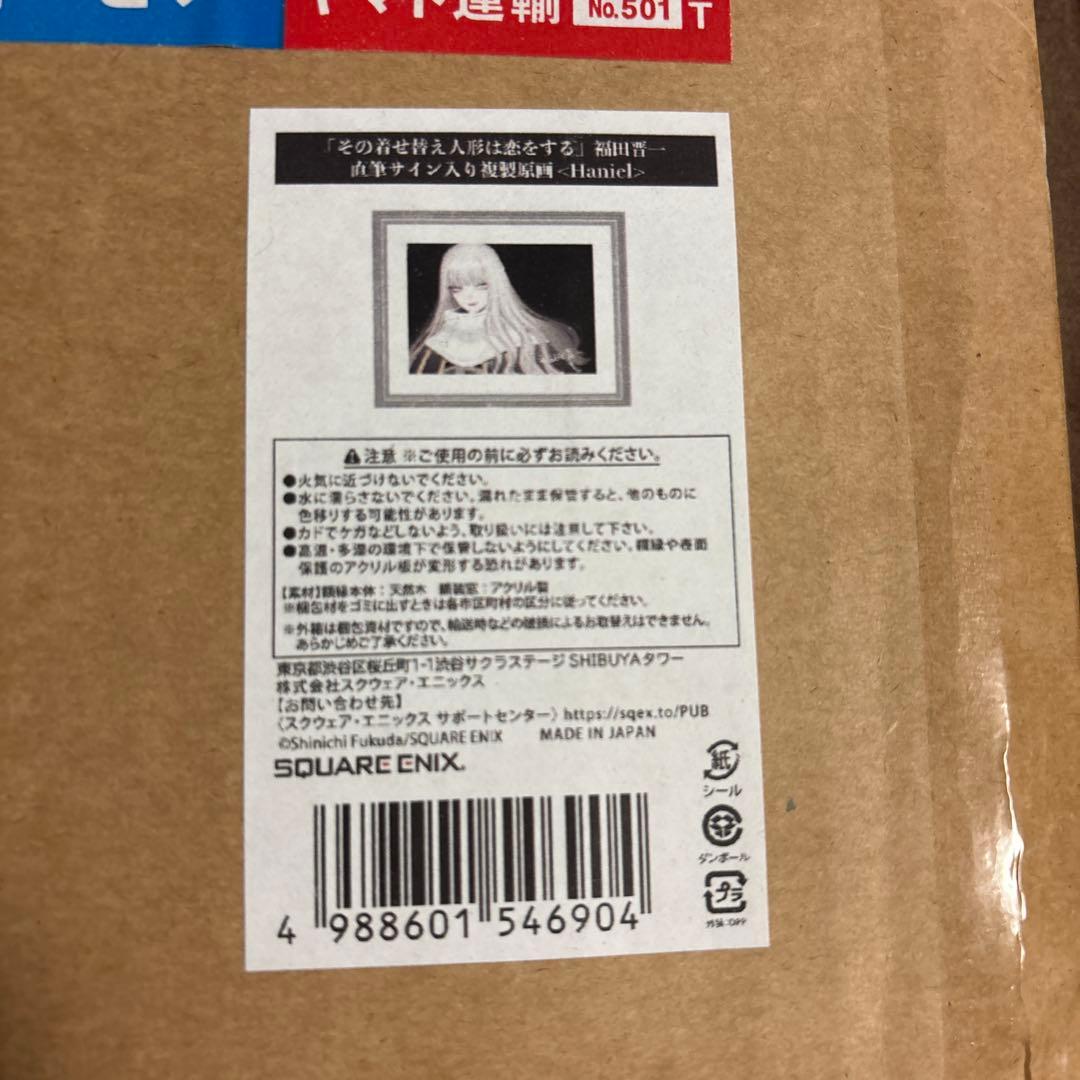 ヤマト運輸 No.501 T
「その着せ替え人形は恋をする」福田晋一
直筆サイン入り複製原画<Haniel>
注意 ※ご使用の前に必ずお読みください。
●火気に近づけないでください。
●水に濡らさないでください。濡れたまま保管すると、他のものに
色移りする可能性があります。
●カドでケガなどしないよう、取り扱いには注意して下さい。
●高温・多湿の環境下で保管しないようにしてください。額縁や表面
保護のアクリル板が変形する恐れがあります。
【素材】額縁本体:天然木 額装窓:アクリル製
※梱包材をゴミに出すときは各市区町村の区分に従ってください。
※外箱は梱包資材ですので、輸送時などの破損によるお取替えはできません。
あらかじめご了承ください。
東京都渋谷区桜丘町1-1渋谷サクラステージ SHIBUYAタワー
株式会社スクウェア・エニックス
【お問い合わせ先】
〈スクウェア・エニックス サポートセンター〉https://sqex.to/PUB
©Shinichi Fukuda/SQUARE ENIX MADE IN JAPAN
SQUARE ENIX.
紙
シール
ダンボール
プラ
外装:OPP
4 988601 546904